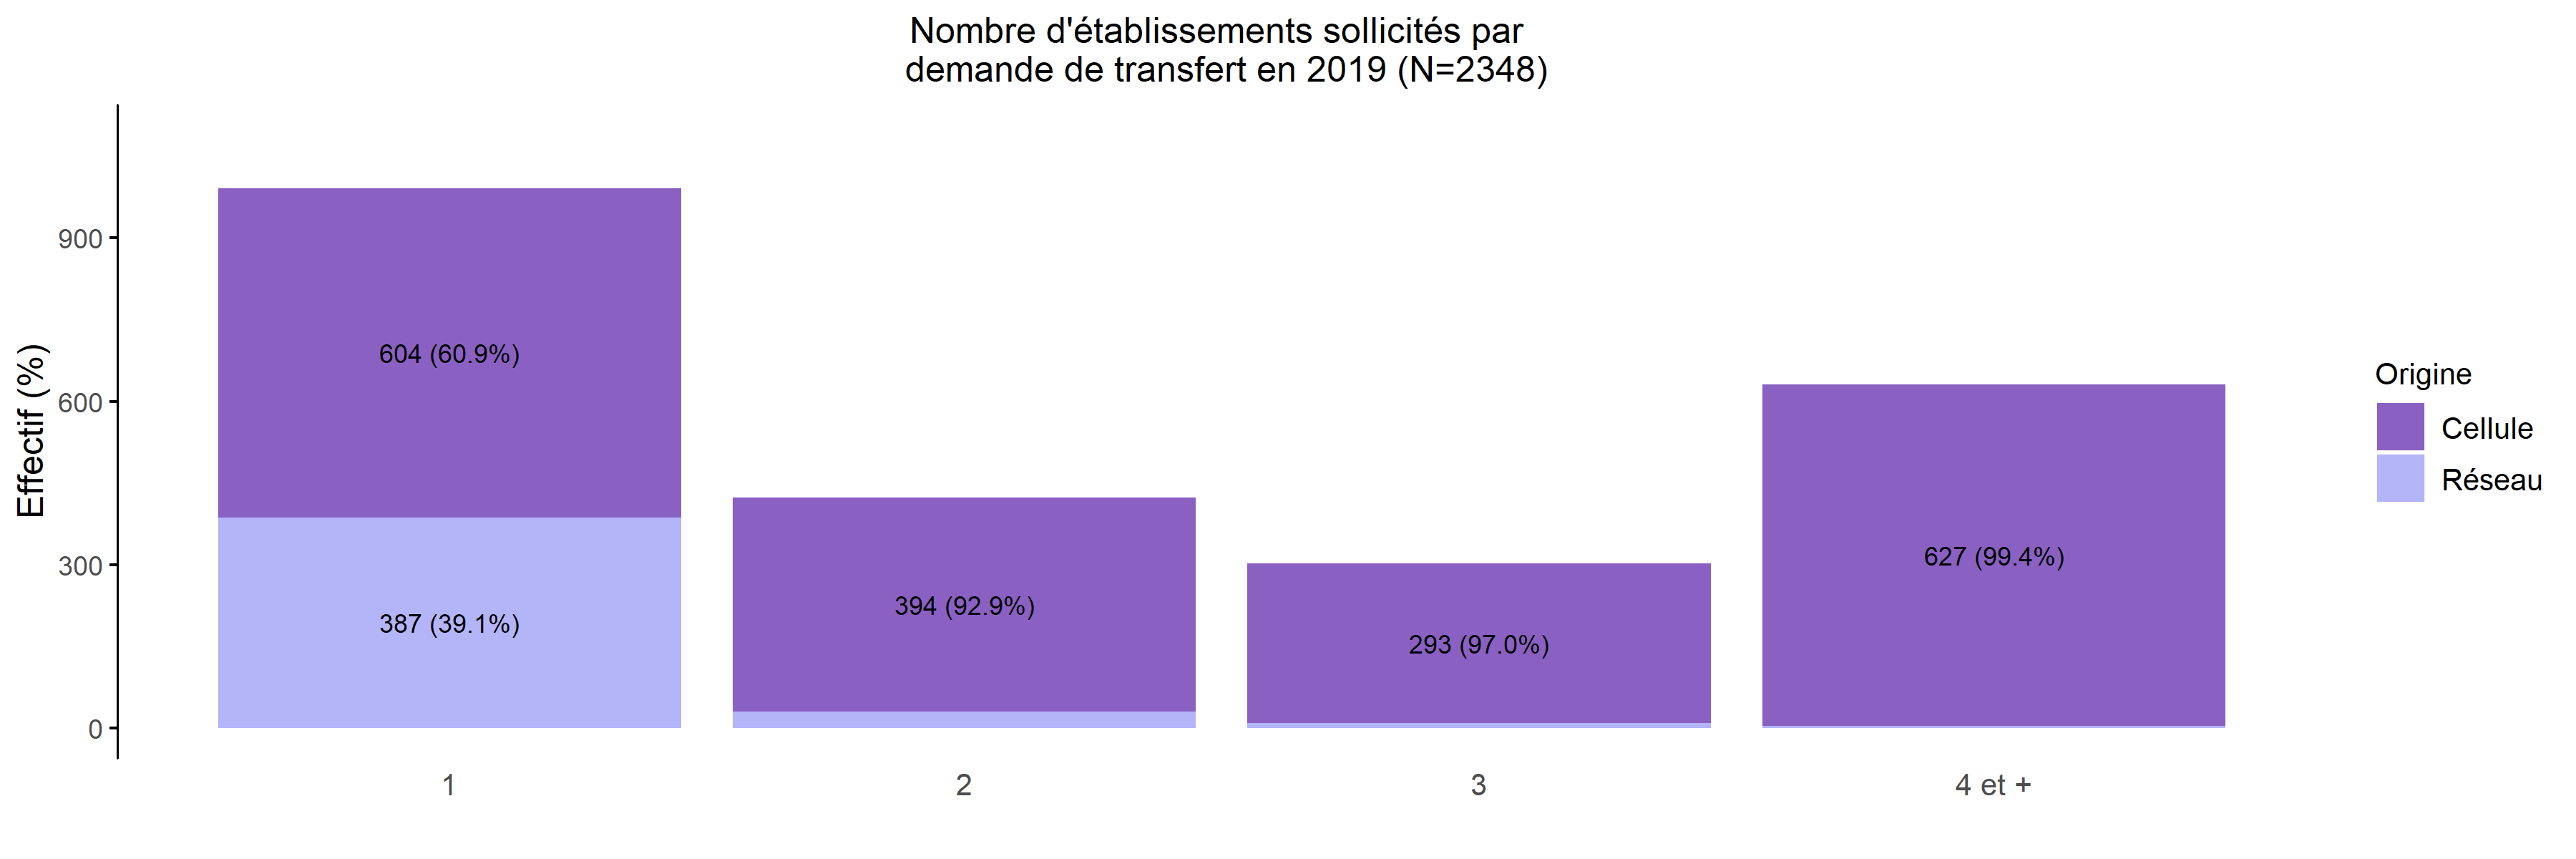 Nombre d'établissements sollicités par
demande de transfert en 2019 (N=2348)
Effectif (%)
900
600
300
0
604 (60.9%)
387 (39.1%)
394 (92.9%)
293 (97.0%)
627 (99.4%)
1
2
3
4 et +
Origine
Cellule
Réseau